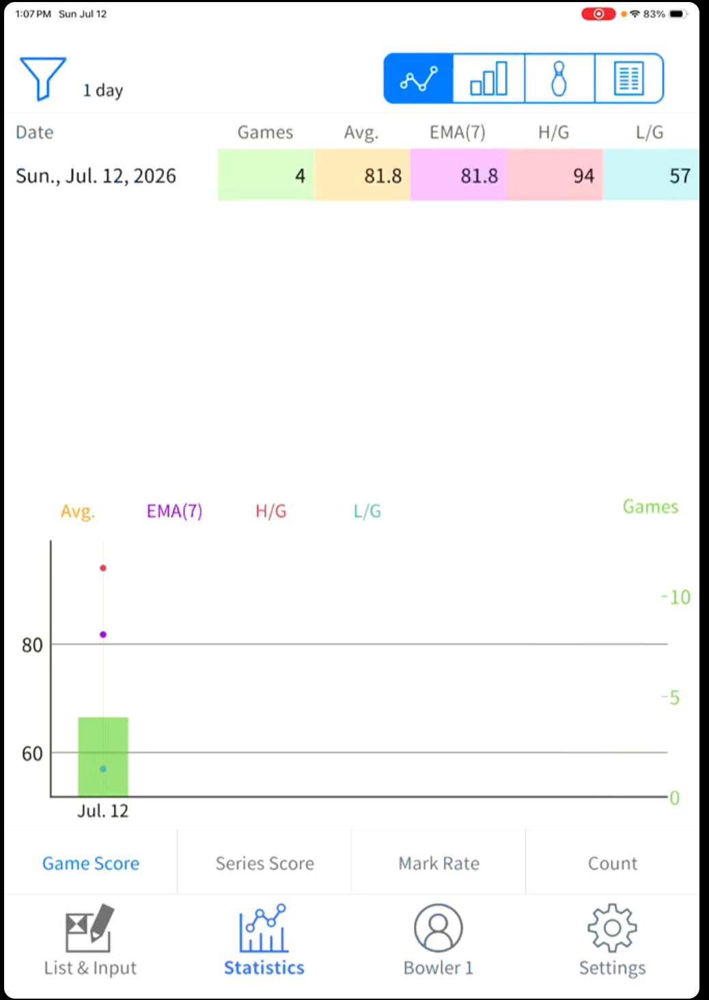 1:07 PM Sun Jul 12 83%
1 day
Date Games Avg. EMA(7) H/G L/G
Sun., Jul. 12, 2026 4 81.8 81.8 94 57
Avg. EMA(7) H/G L/G Games
10
80
5
60
0
Jul. 12
Game Score Series Score Mark Rate Count
List & Input Statistics Bowler 1 Settings